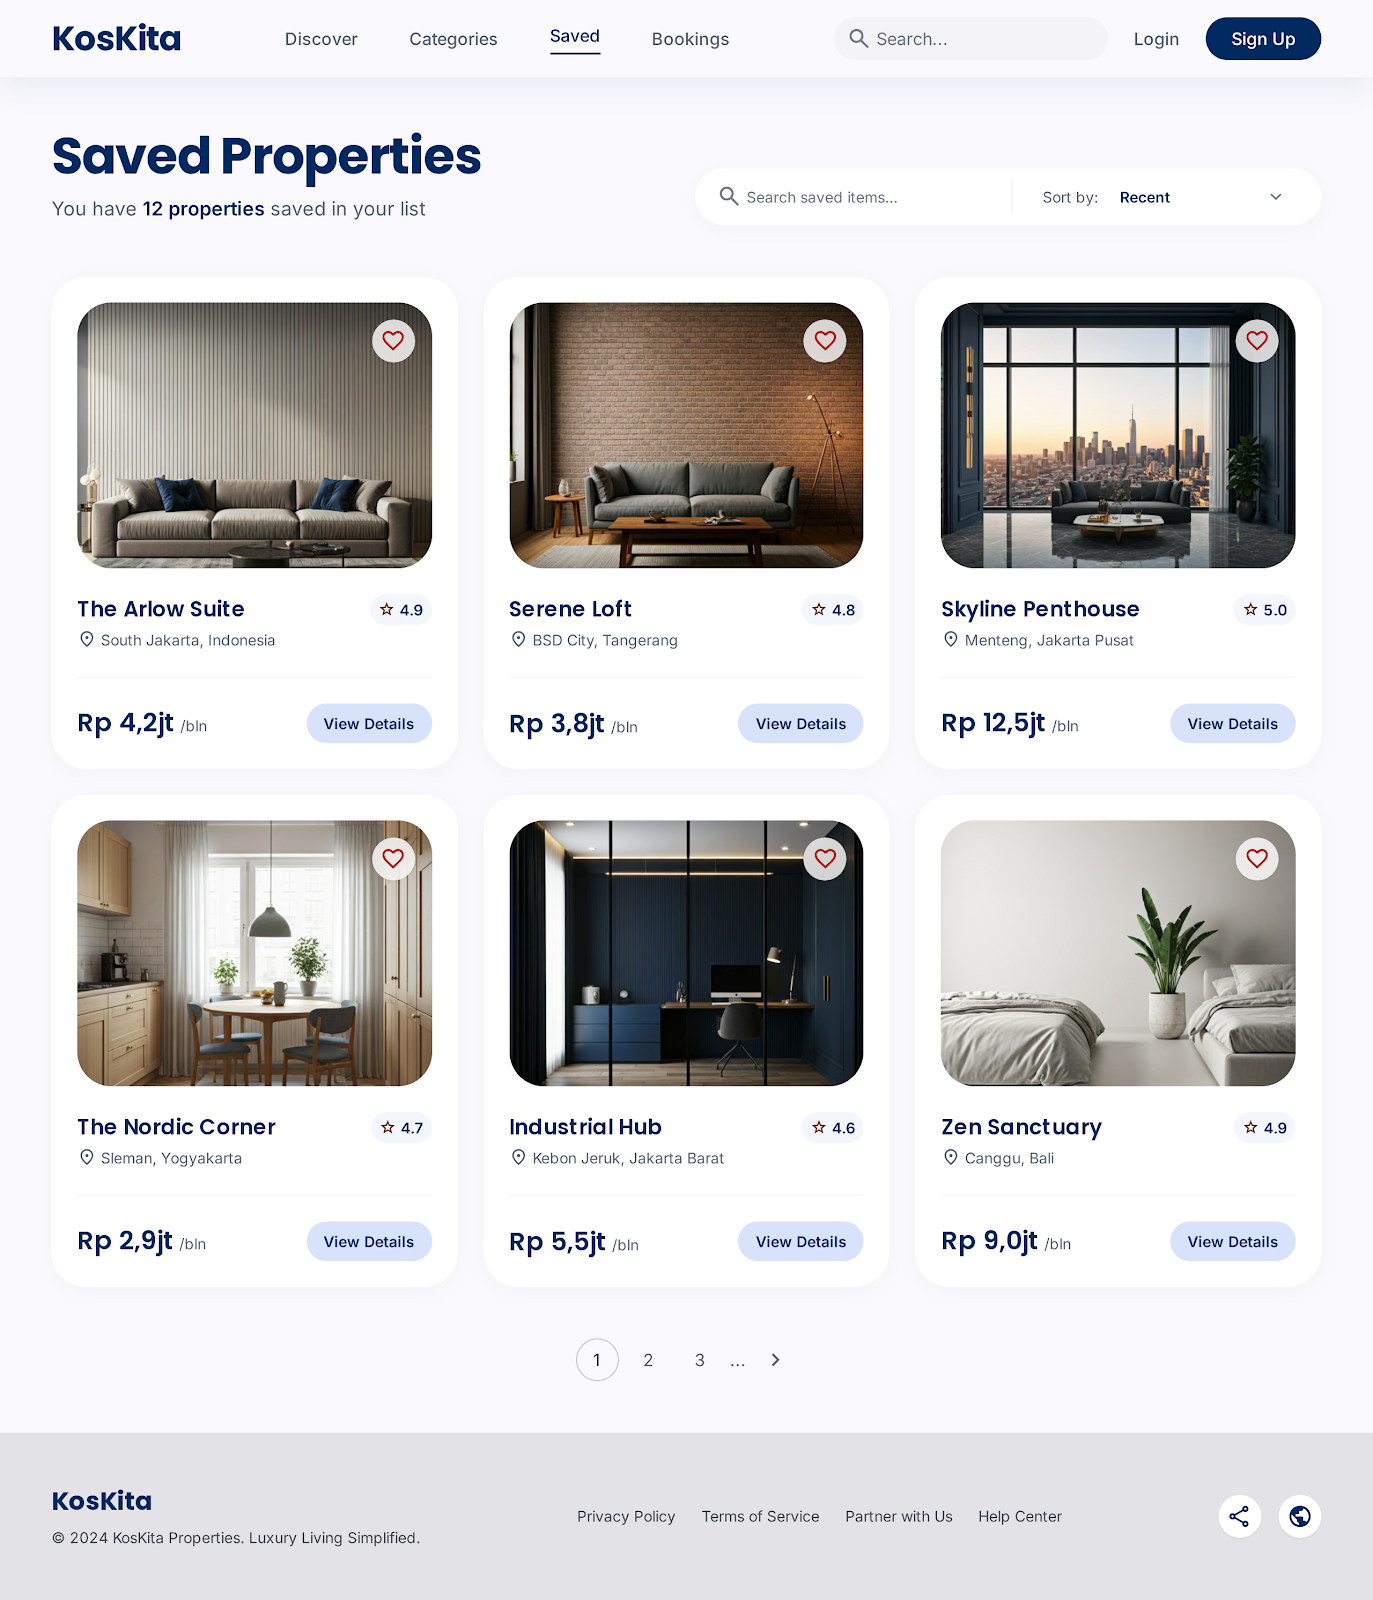 KosKita
Discover
Categories
Saved
Bookings
Search...
Login
Sign Up
Saved Properties
You have 12 properties saved in your list
Search saved items...
Sort by:
Recent
The Arlow Suite
4.9
South Jakarta, Indonesia
Rp 4,2jt /bln
View Details
Serene Loft
4.8
BSD City, Tangerang
Rp 3,8jt /bln
View Details
Skyline Penthouse
5.0
Menteng, Jakarta Pusat
Rp 12,5jt /bln
View Details
The Nordic Corner
4.7
Sleman, Yogyakarta
Rp 2,9jt /bln
View Details
Industrial Hub
4.6
Kebon Jeruk, Jakarta Barat
Rp 5,5jt /bln
View Details
Zen Sanctuary
4.9
Canggu, Bali
Rp 9,0jt /bln
View Details
1
2
3
...
KosKita
© 2024 KosKita Properties. Luxury Living Simplified.
Privacy Policy
Terms of Service
Partner with Us
Help Center